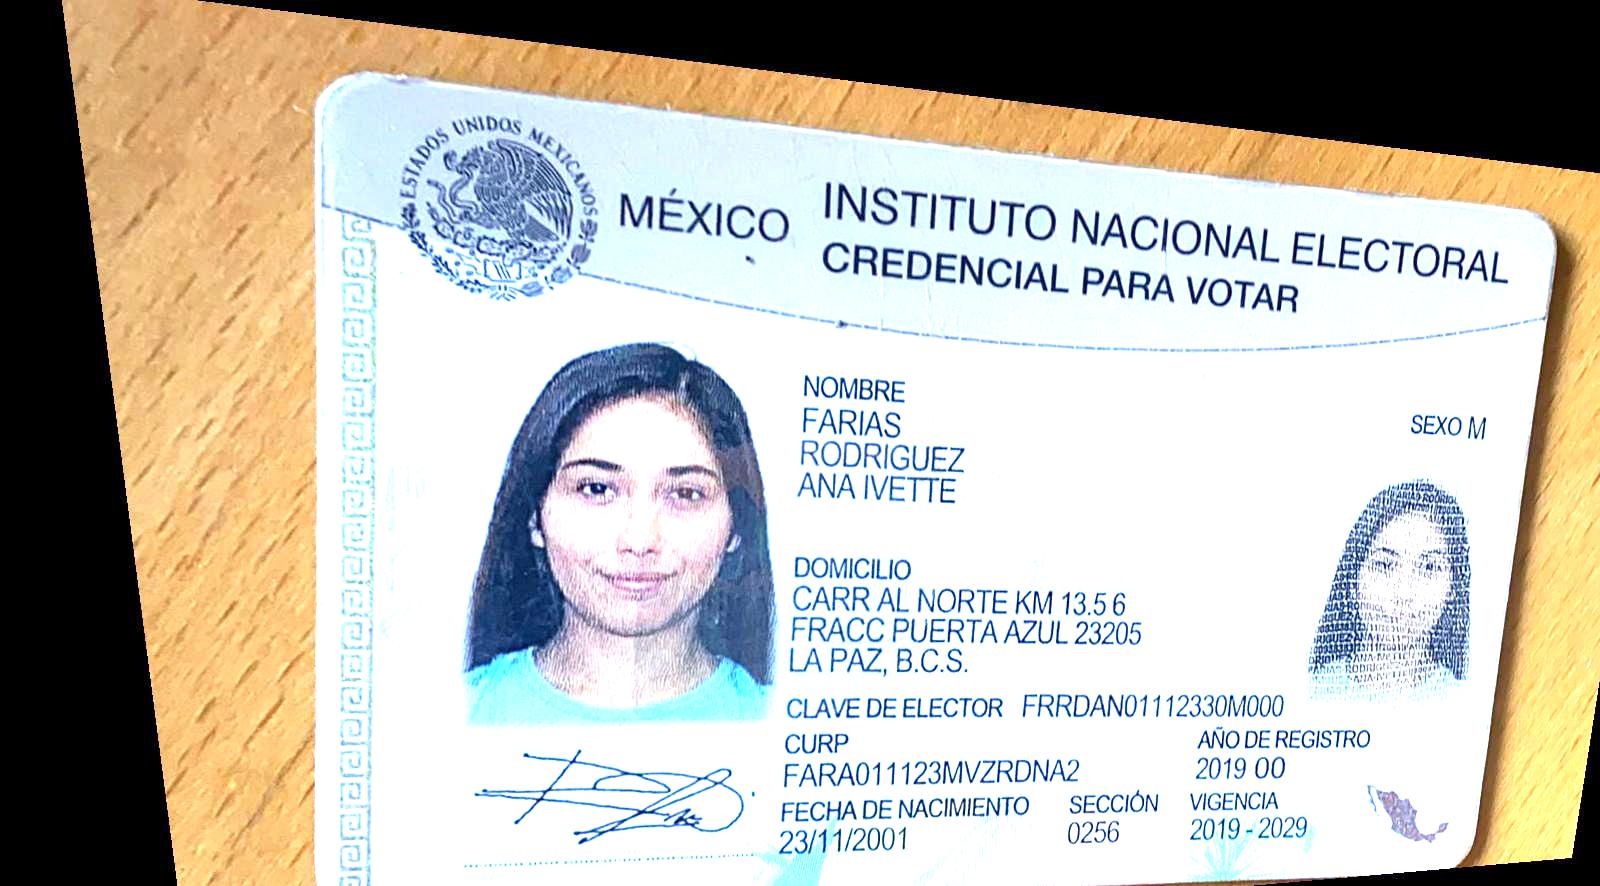 ESTADOS UNIDOS MEXICANOS
MÉXICO
INSTITUTO NACIONAL ELECTORAL
CREDENCIAL PARA VOTAR
NOMBRE
FARIAS
RODRIGUEZ
ANA IVETTE
SEXO M
DOMICILIO
CARR AL NORTE KM 13.5 6
FRACC PUERTA AZUL 23205
LA PAZ, B.C.S.
CLAVE DE ELECTOR FRRDAN01112330M000
CURP
FARA011123MVZRDNA2
AÑO DE REGISTRO
2019 00
FECHA DE NACIMIENTO
23/11/2001
SECCIÓN
0256
VIGENCIA
2019 - 2029